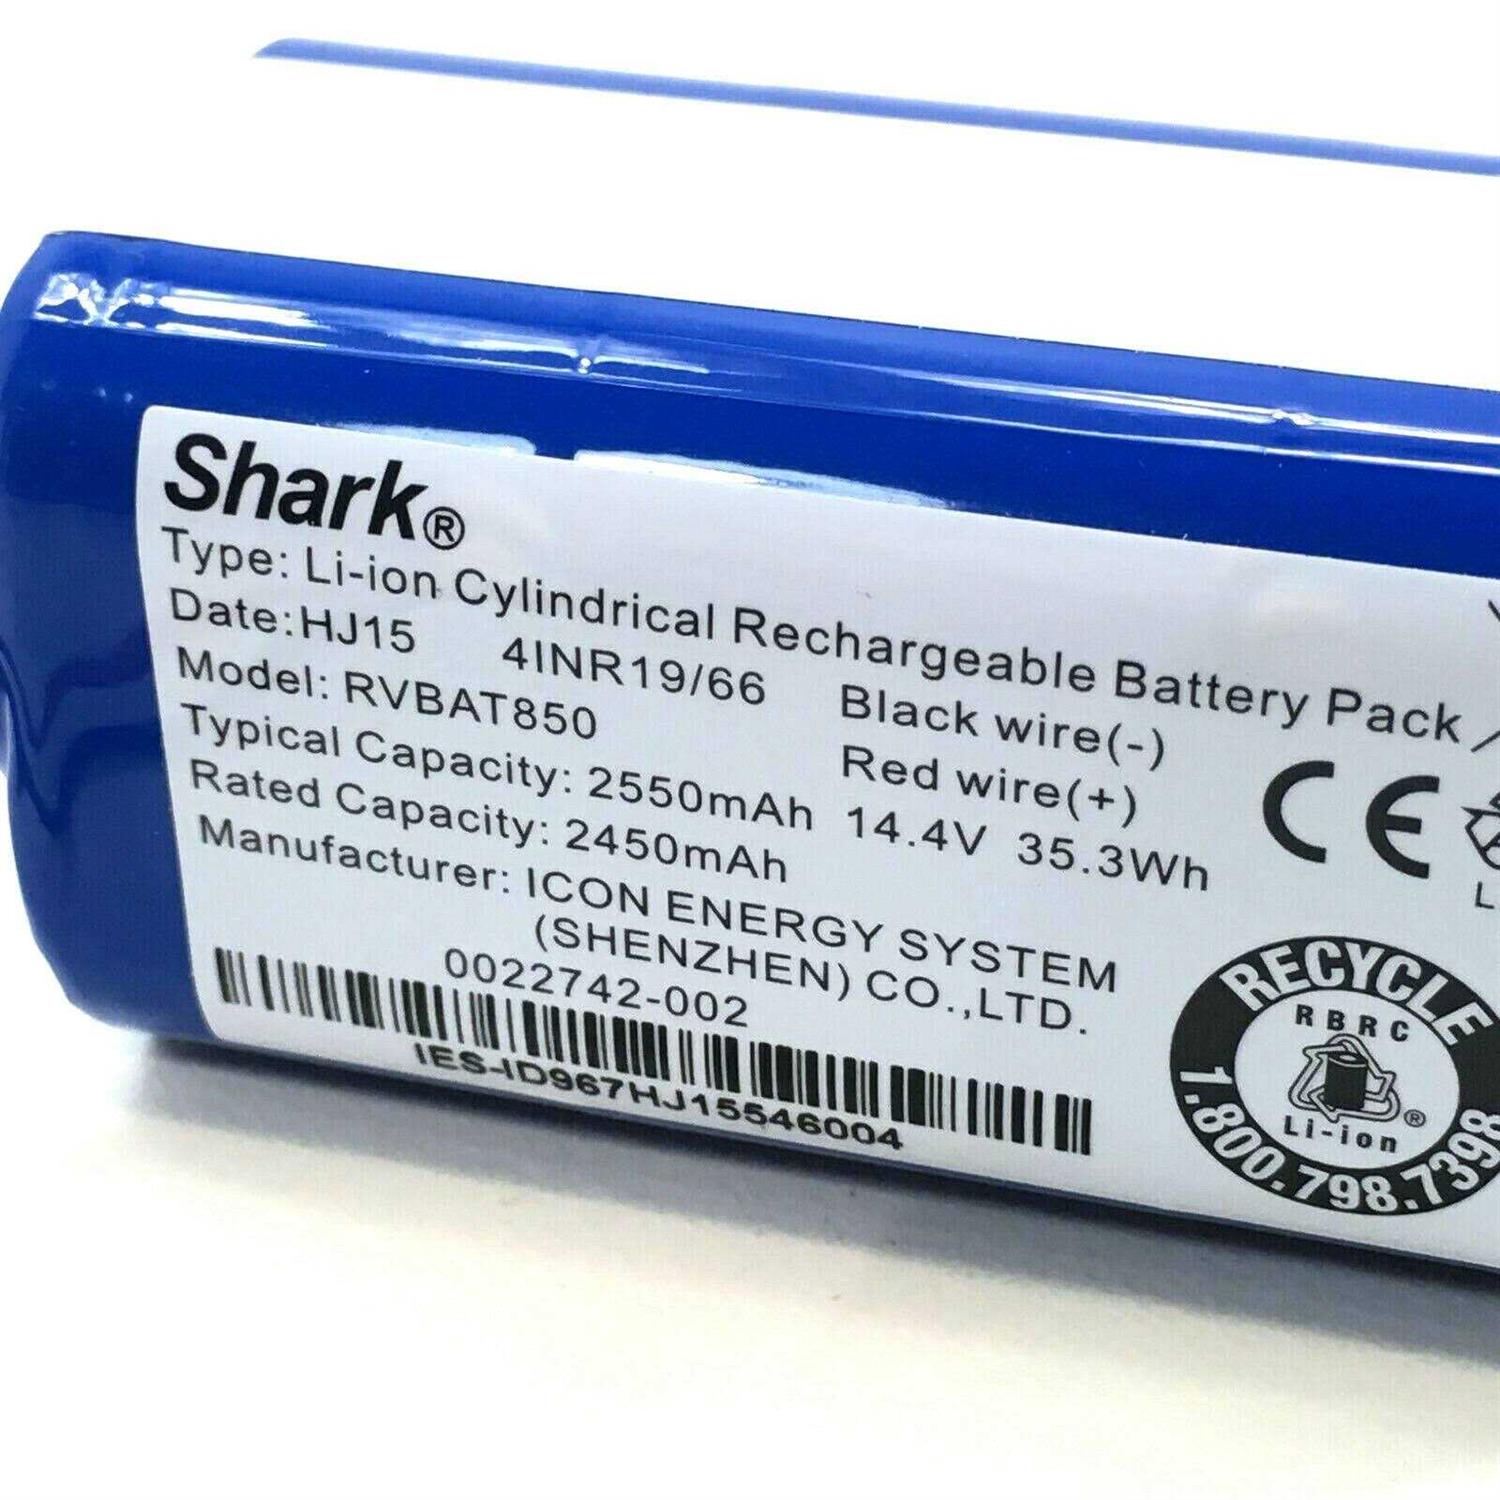 Shark®
Type: Li-ion Cylindrical Rechargeable Battery Pack
Date:HJ15 4INR19/66 Black wire(-)
Model: RVBAT850 Red wire(+)
Typical Capacity: 2550mAh 14.4V 35.3Wh
Rated Capacity: 2450mAh
Manufacturer: ICON ENERGY SYSTEM
(SHENZHEN) CO.,LTD.
0022742-002
IES-ID967HJ15546004
CE
RECYCLE
RBRC
Li-ion®
1.800.798.7398